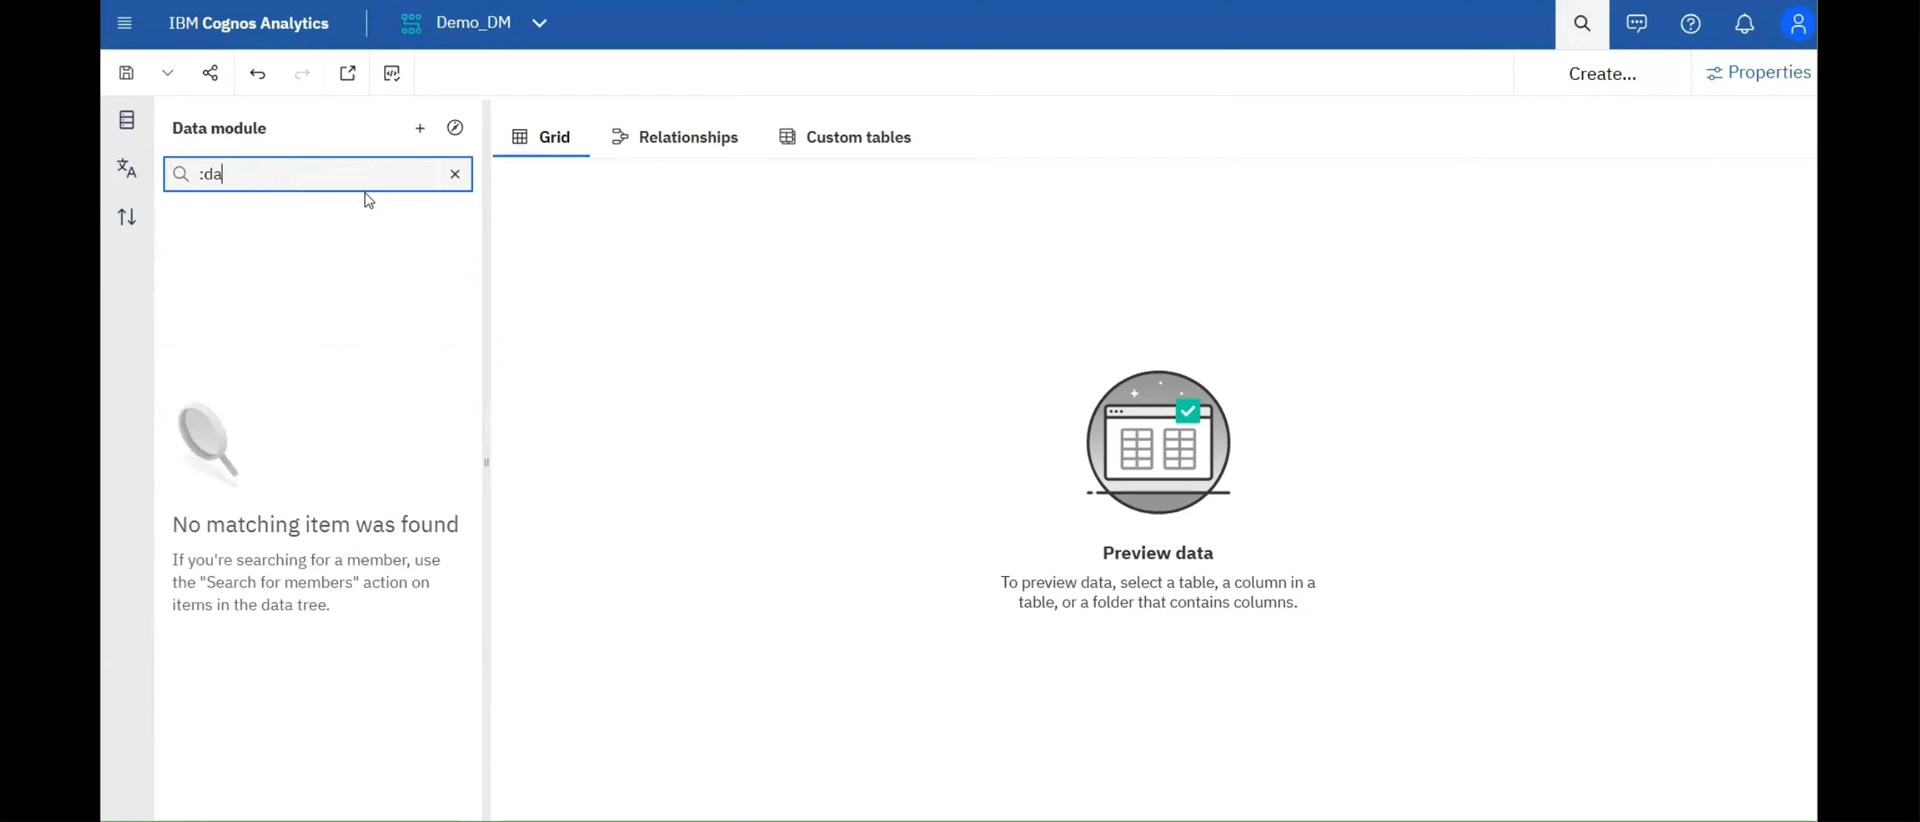 IBM Cognos Analytics
Demo_DM
Create...
Properties
Data module
Grid
Relationships
Custom tables
:da
No matching item was found
If you're searching for a member, use
the "Search for members" action on
items in the data tree.
Preview data
To preview data, select a table, a column in a
table, or a folder that contains columns.